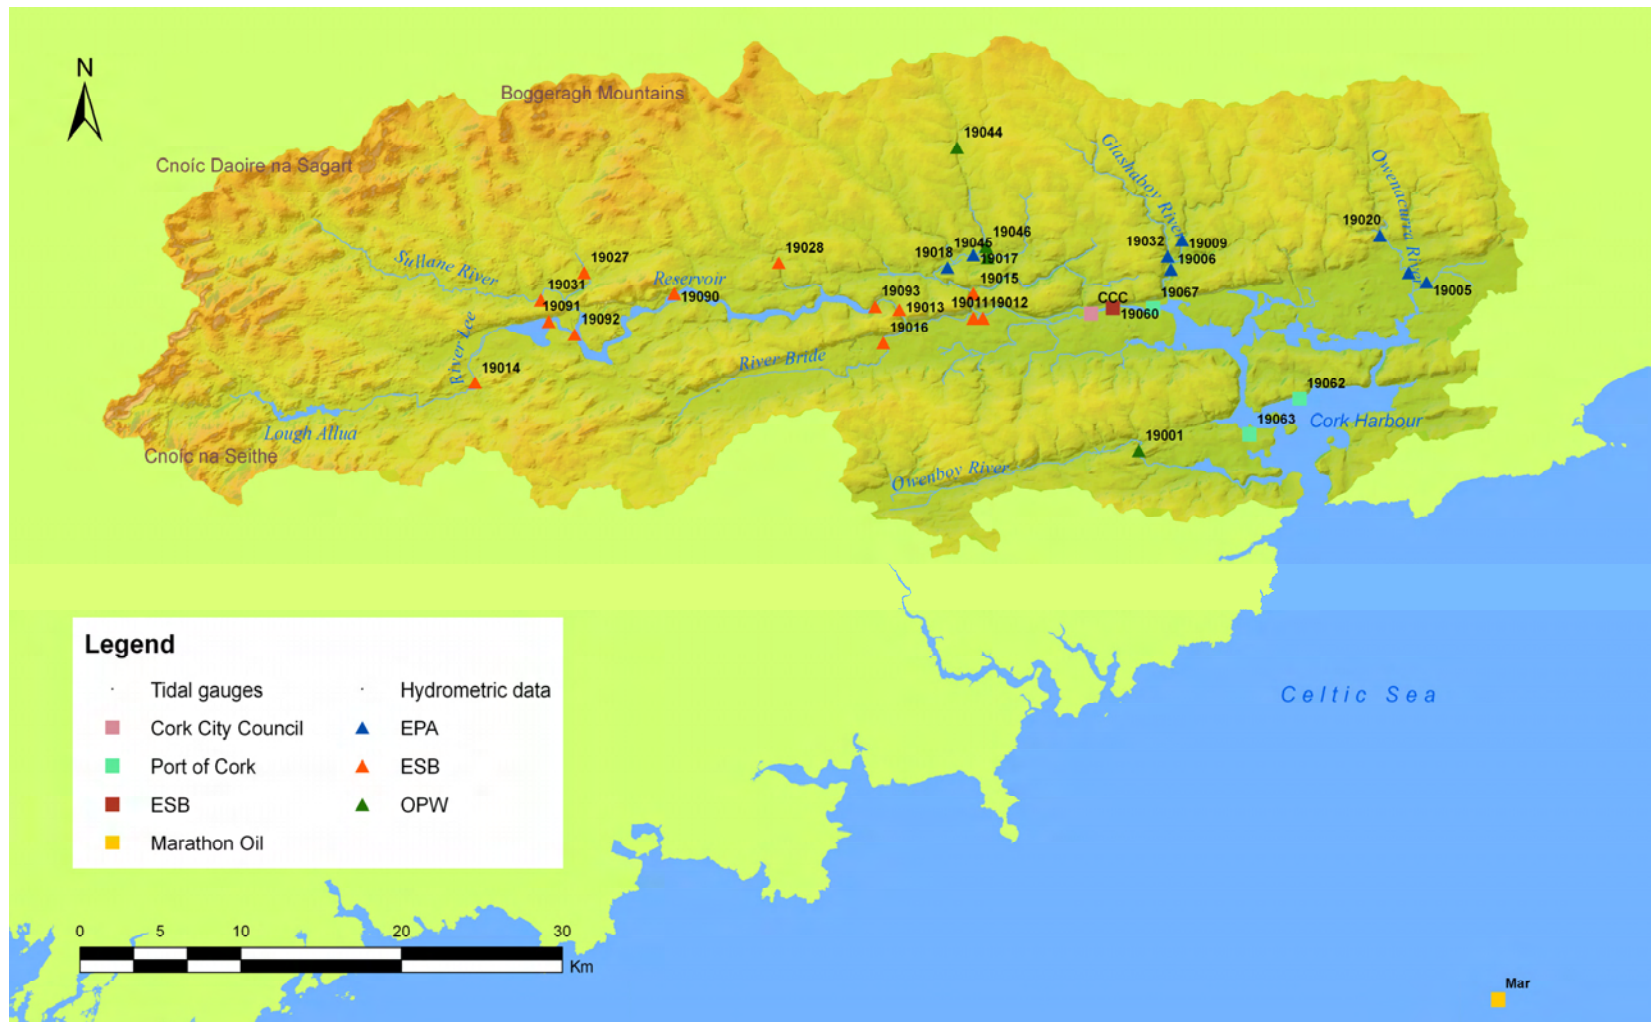 N
Boggeragh Mountains
Cnoíc Daoire na Sagart
19044
Glashaboy River
Owenacurra River
19020
19046
19045
19032
19009
19018
19017
19006
19028
19027
Sullane River
Reservoir
19015
19005
19031
19090
19093
19013
19011
19012
CCC
19067
19060
19091
19092
19016
River Lee
River Bride
19014
19062
19063
Cork Harbour
Lough Allua
19001
Cnoíc na Seithe
Owenboy River
Legend
Tidal gauges
Hydrometric data
Cork City Council
EPA
Port of Cork
ESB
ESB
OPW
Marathon Oil
Celtic Sea
0 5 10 20 30
Km
Mar